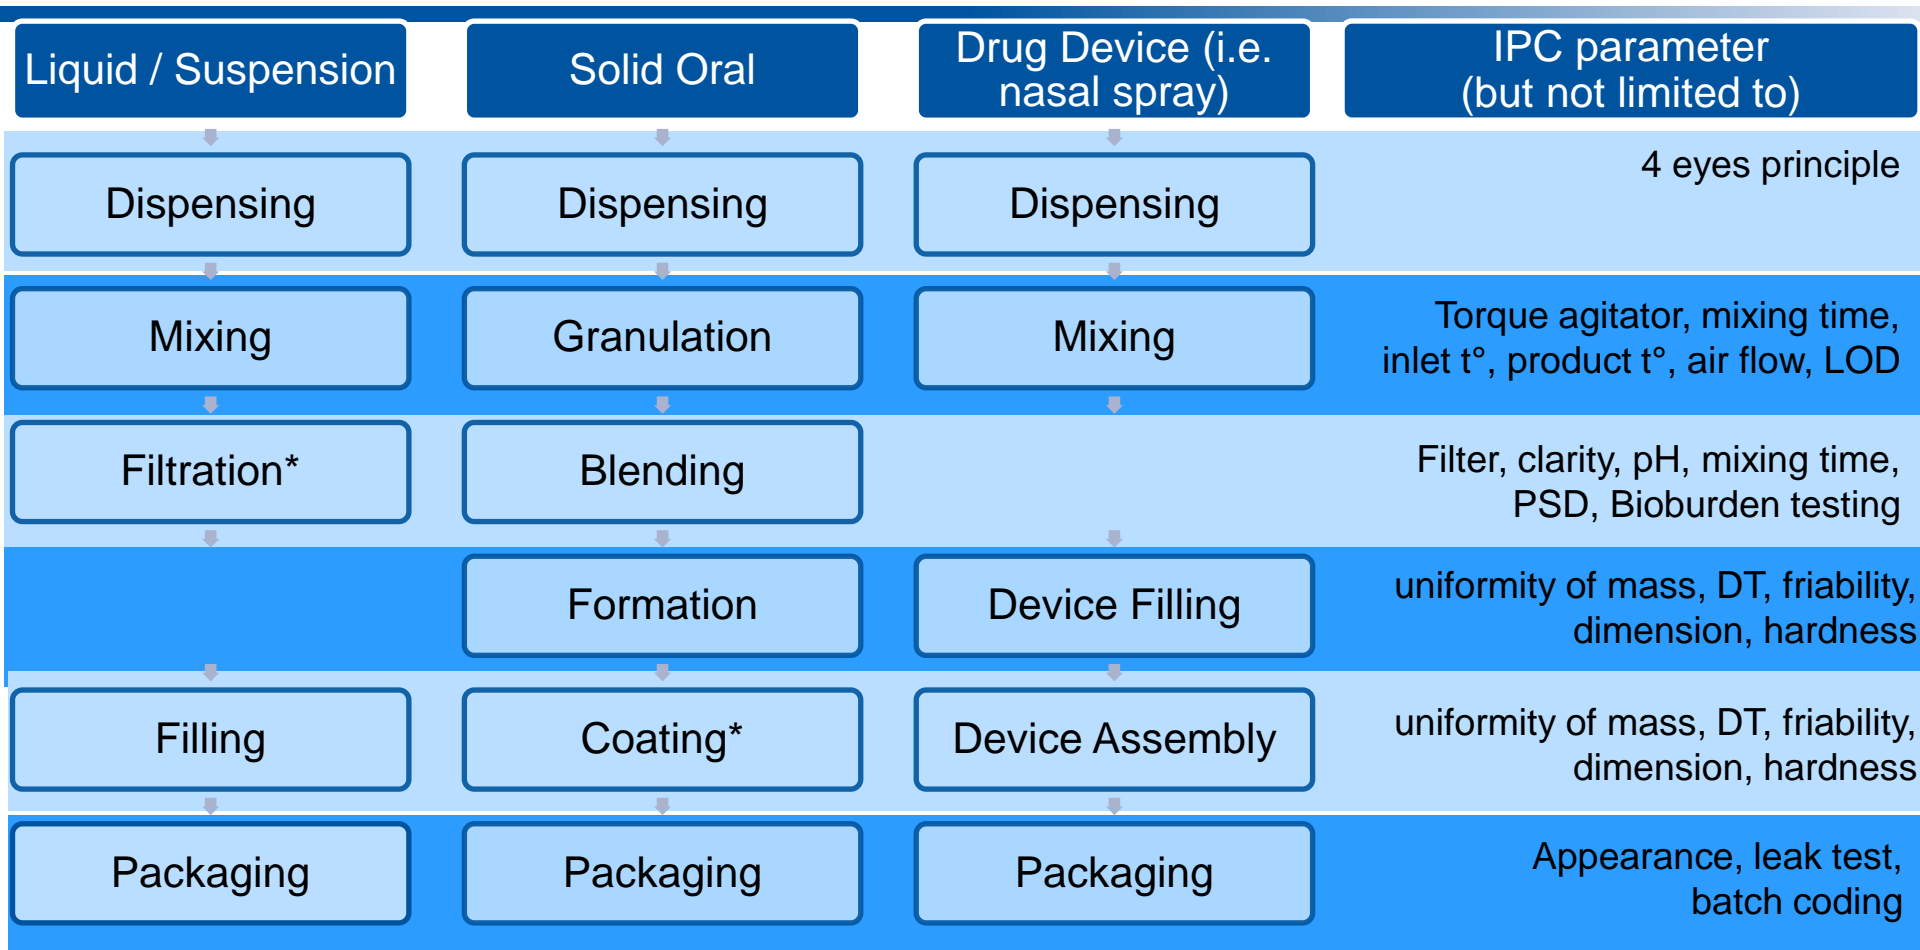 Liquid / Suspension
Solid Oral
Drug Device (i.e.
nasal spray)
IPC parameter
(but not limited to)
Dispensing
Dispensing
Dispensing
4 eyes principle
Mixing
Granulation
Mixing
Torque agitator, mixing time,
inlet t°, product t°, air flow, LOD
Filtration*
Blending
Filter, clarity, pH, mixing time,
PSD, Bioburden testing
Formation
Device Filling
uniformity of mass, DT, friability,
dimension, hardness
Filling
Coating*
Device Assembly
uniformity of mass, DT, friability,
dimension, hardness
Packaging
Packaging
Packaging
Appearance, leak test,
batch coding